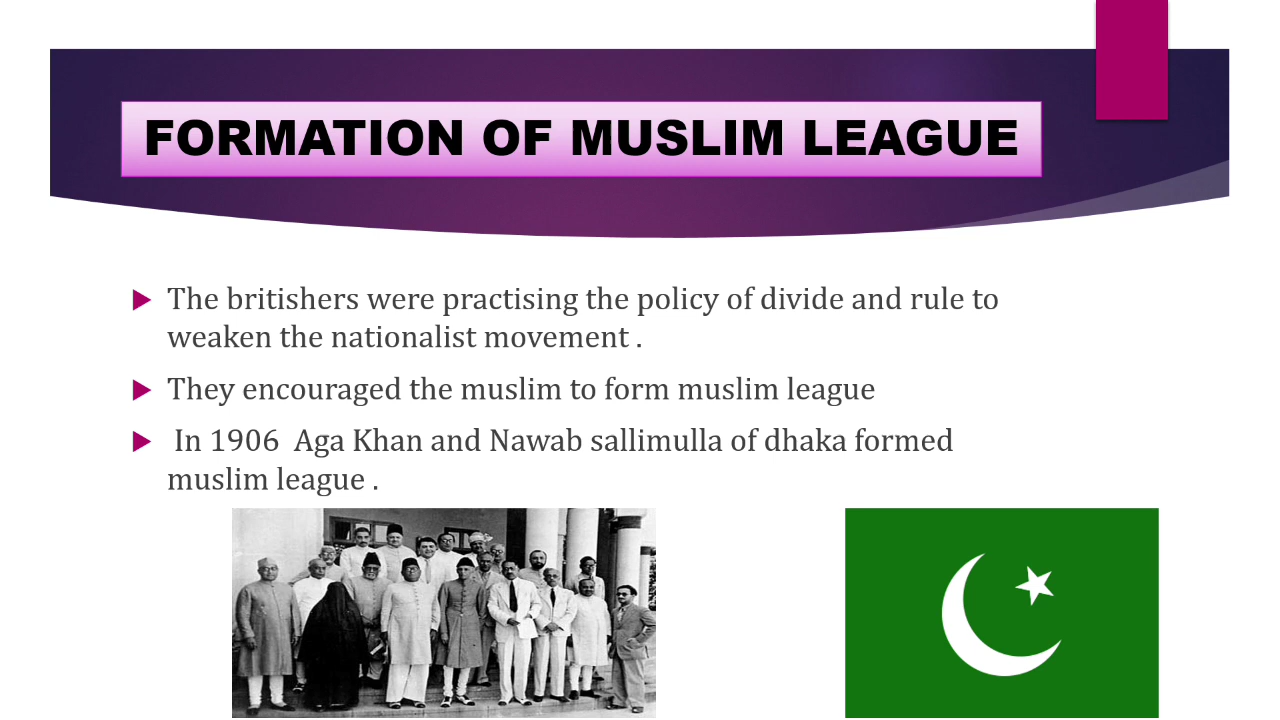 FORMATION OF MUSLIM LEAGUE
The britishers were practising the policy of divide and rule to
weaken the nationalist movement .
They encouraged the muslim to form muslim league
In 1906  Aga Khan and Nawab sallimulla of dhaka formed
muslim league .